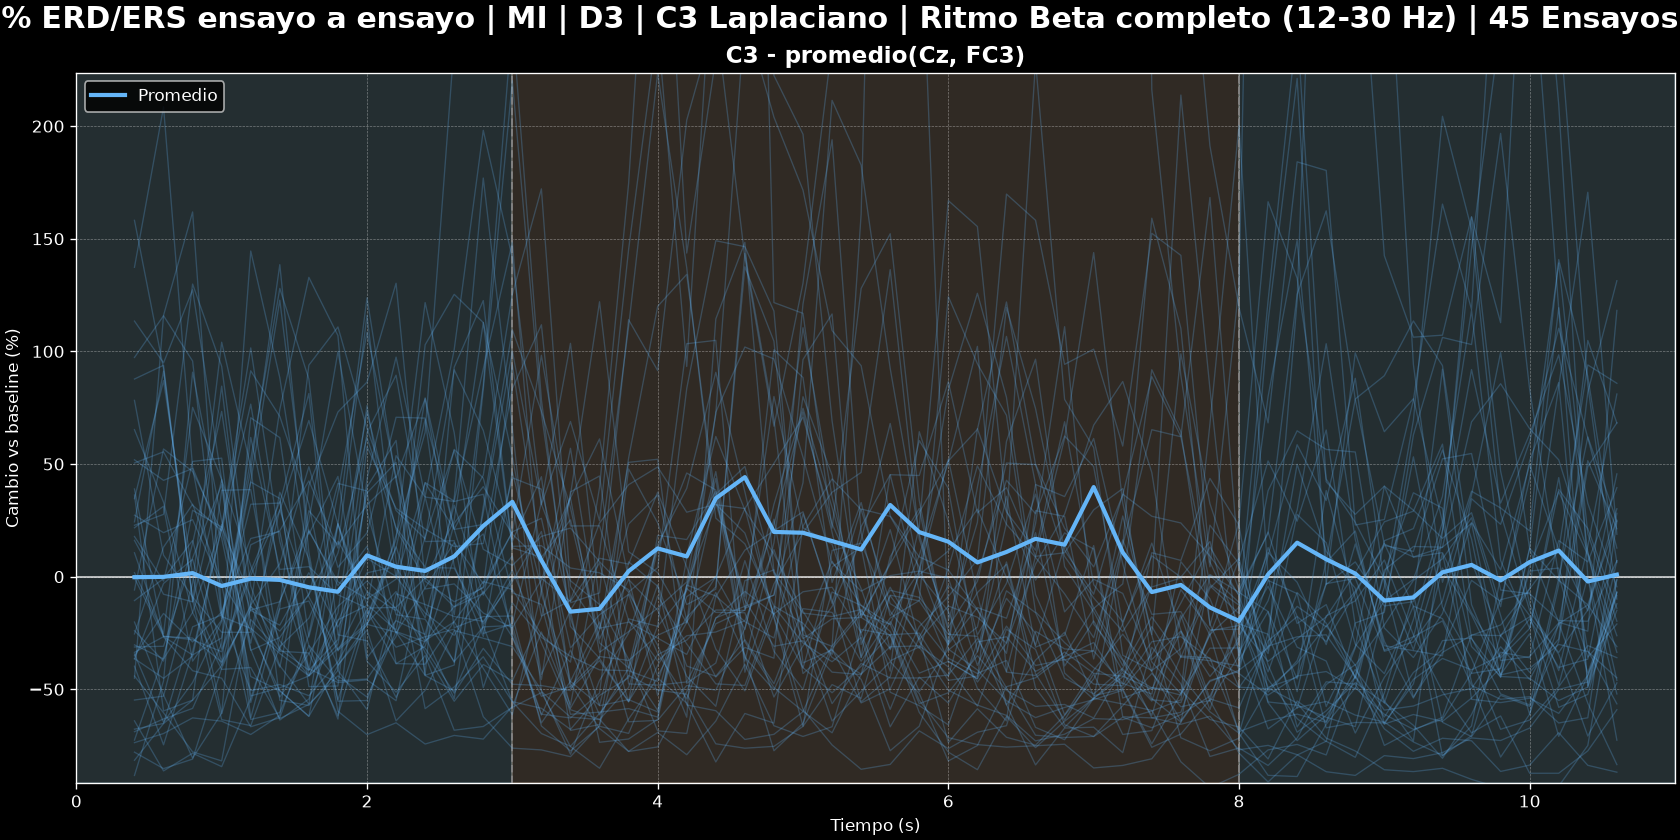 % ERD/ERS ensayo a ensayo | MI | D3 | C3 Laplaciano | Ritmo Beta completo (12-30 Hz) | 45 Ensayos
C3 - promedio(Cz, FC3)
Promedio
200
150
100
50
0
−50
Cambio vs baseline (%)
0 2 4 6 8 10
Tiempo (s)